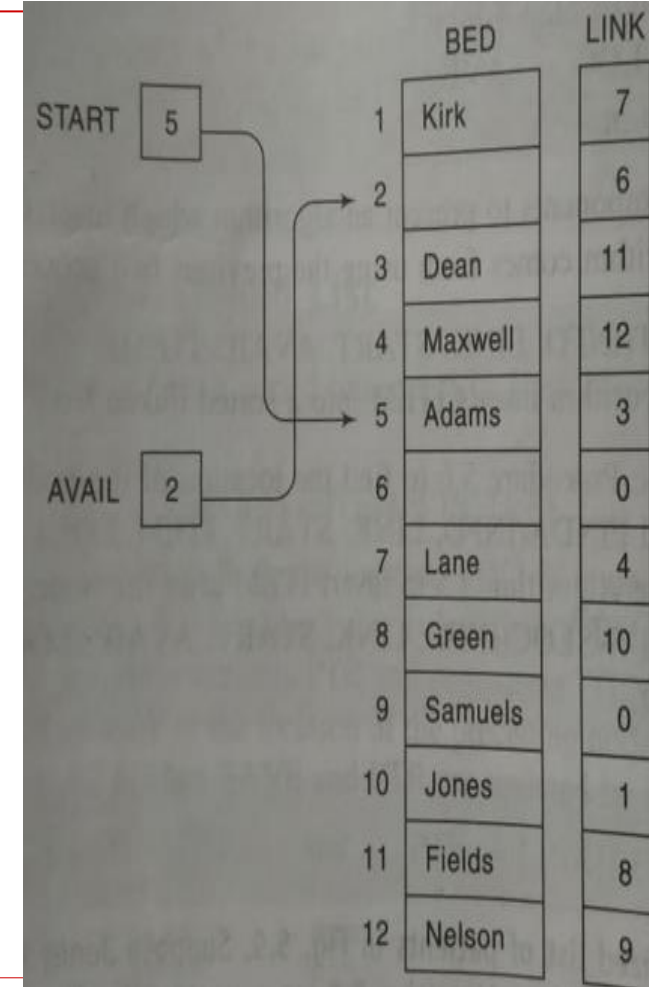 BED LINK
START 5
1 Kirk 7
2 6
3 Dean 11
4 Maxwell 12
5 Adams 3
AVAIL 2
6 0
7 Lane 4
8 Green 10
9 Samuels 0
10 Jones 1
11 Fields 8
12 Nelson 9